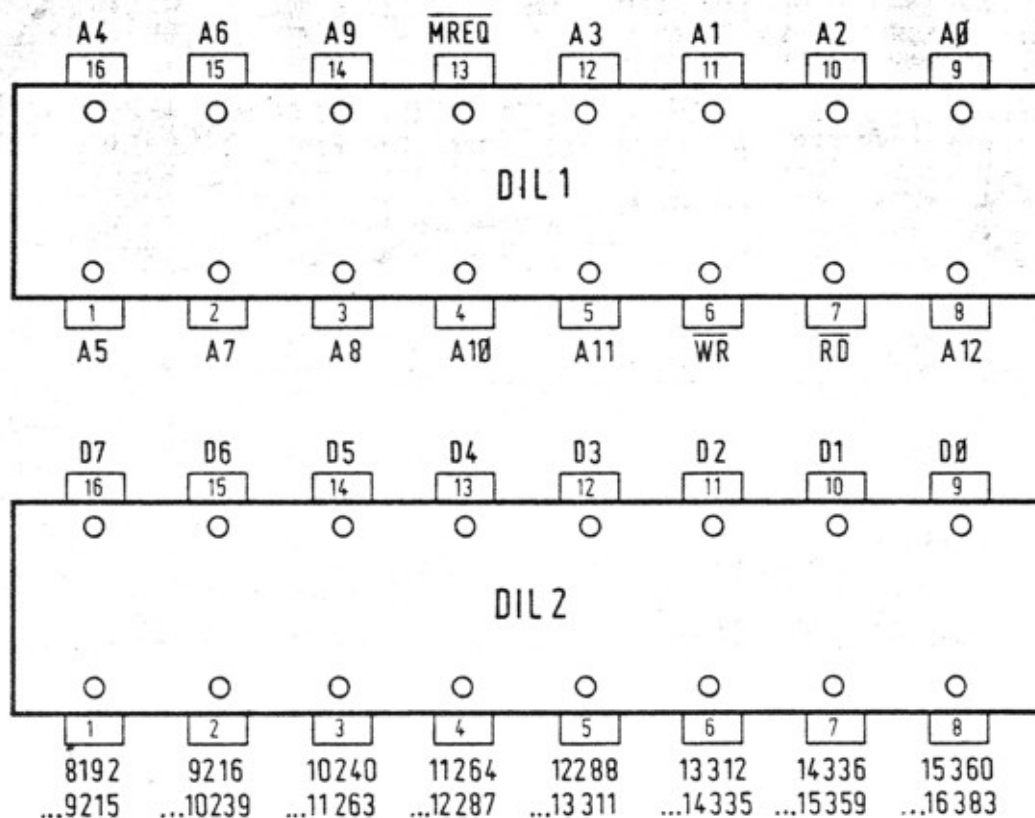 A4 A6 A9 MREQ A3 A1 A2 AØ
16 15 14 13 12 11 10 9
DIL 1
1 2 3 4 5 6 7 8
A5 A7 A8 A1Ø A11 WR RD A12
D7 D6 D5 D4 D3 D2 D1 DØ
16 15 14 13 12 11 10 9
DIL 2
1 2 3 4 5 6 7 8
8192 9216 10240 11264 12288 13312 14336 15360
...9215 ...10239 ...11263 ...12287 ...13311 ...14335 ...15359 ...16383